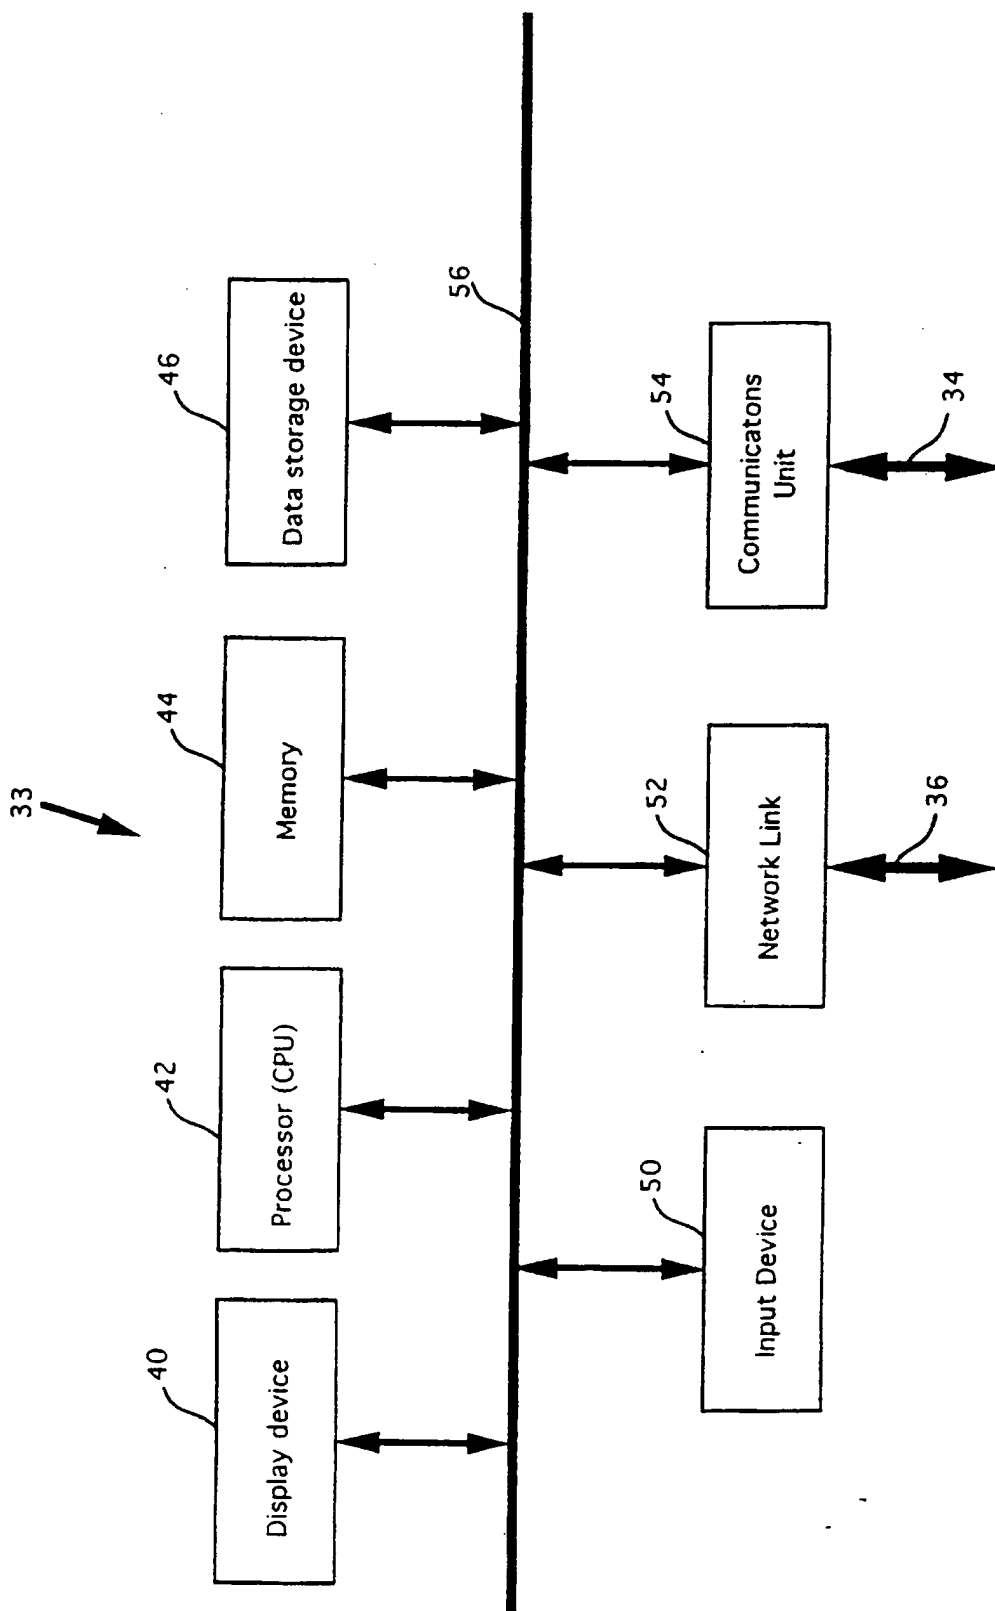 33
40
Display device
42
Processor (CPU)
44
Memory
46
Data storage device
56
50
Input Device
52
Network Link
36
54
Communicatons
Unit
34